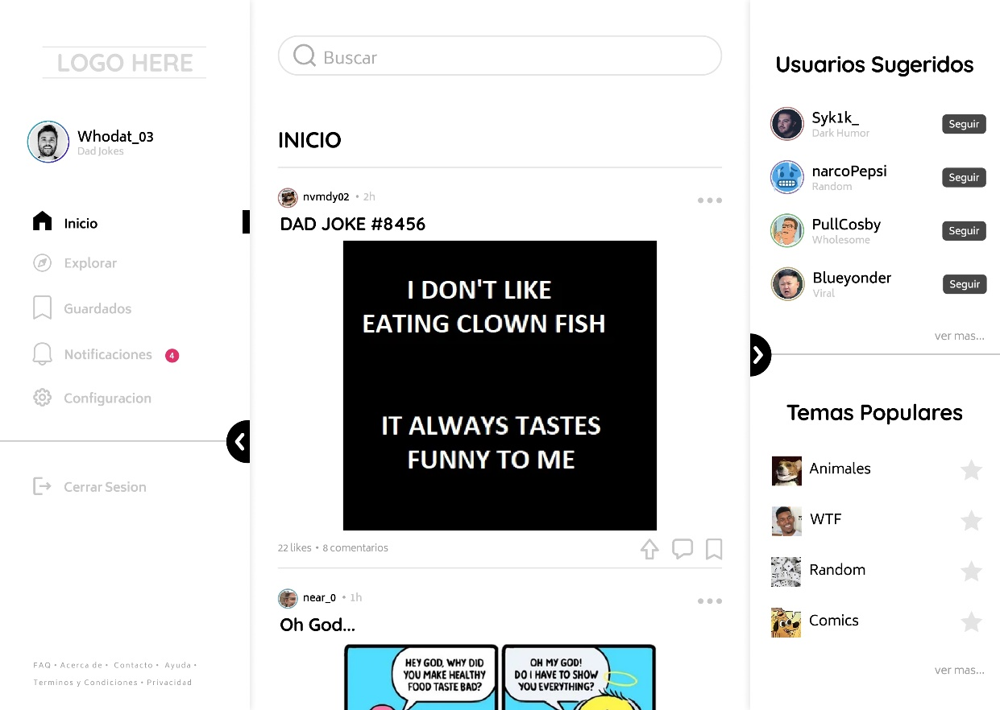 LOGO HERE
Whodat_03
Dad Jokes
Inicio
Explorar
Guardados
Notificaciones 4
Configuracion
Cerrar Sesion
FAQ • Acerca de • Contacto • Ayuda •
Terminos y Condiciones • Privacidad
Buscar
INICIO
nvmdy02 • 2h
DAD JOKE #8456
I DON'T LIKE
EATING CLOWN FISH
IT ALWAYS TASTES
FUNNY TO ME
22 likes • 8 comentarios
near_0 • 1h
Oh God...
HEY GOD, WHY DID
YOU MAKE HEALTHY
FOOD TASTE BAD?
OH MY GOD!
DO I HAVE TO SHOW
YOU EVERYTHING?
Usuarios Sugeridos
Syk1k_
Dark Humor
Seguir
narcoPepsi
Random
Seguir
PullCosby
Wholesome
Seguir
Blueyonder
Viral
Seguir
ver mas...
Temas Populares
Animales
WTF
Random
Comics
ver mas...